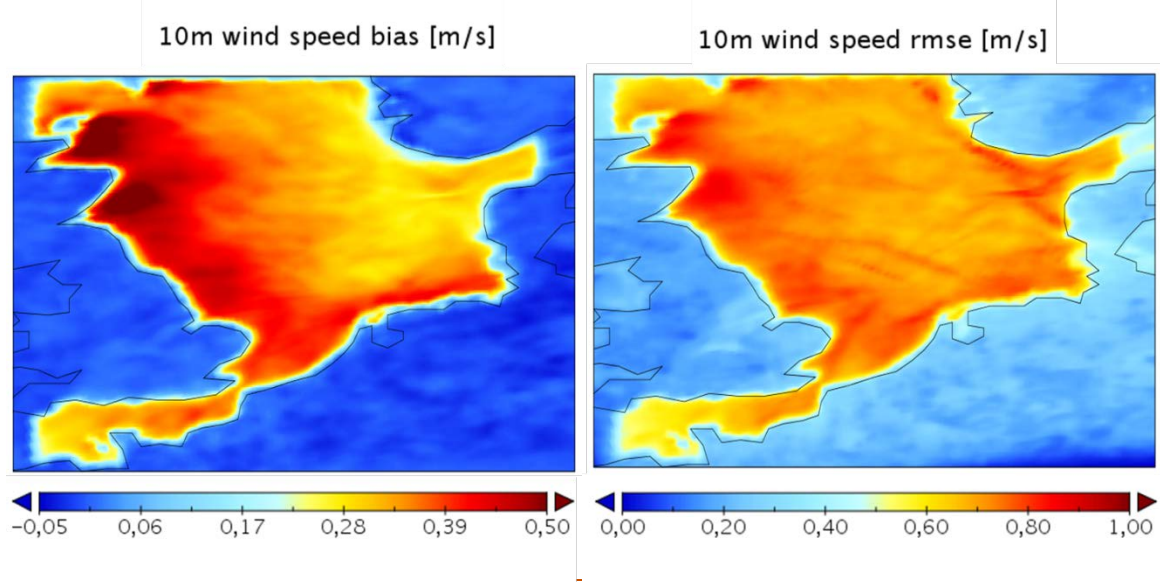 10m wind speed bias [m/s]
10m wind speed rmse [m/s]
−0,05 0,06 0,17 0,28 0,39 0,50
0,00 0,20 0,40 0,60 0,80 1,00